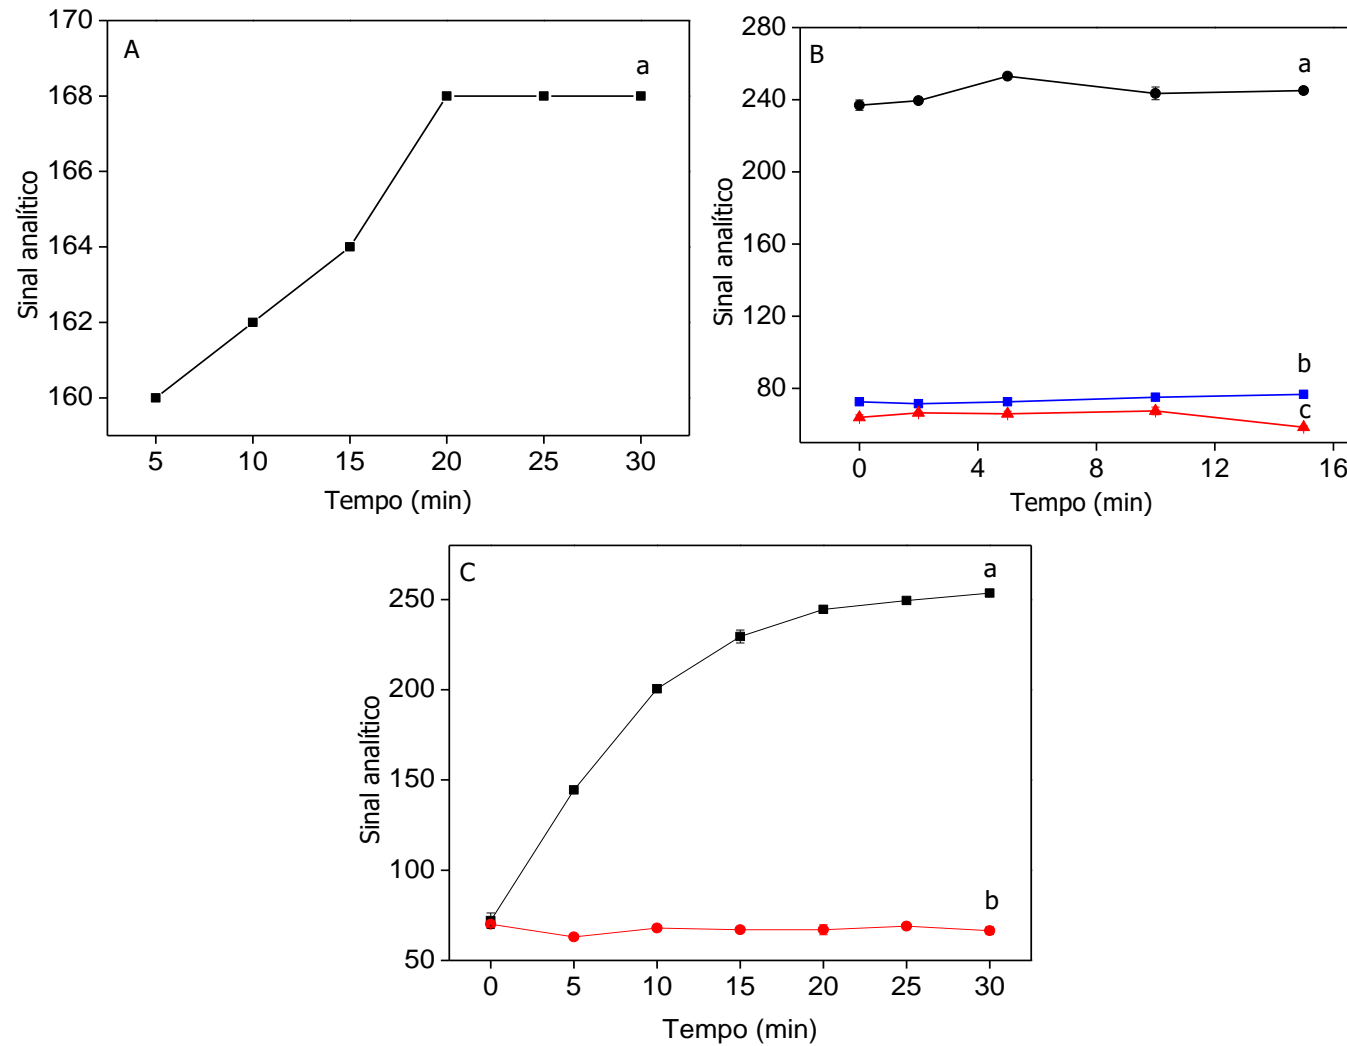 A
a
170
168
166
164
162
160
Sinal analítico
5 10 15 20 25 30
Tempo (min)
B
a
b
c
280
240
200
160
120
80
Sinal analítico
0 4 8 12 16
Tempo (min)
C
a
b
250
200
150
100
50
Sinal analítico
0 5 10 15 20 25 30
Tempo (min)